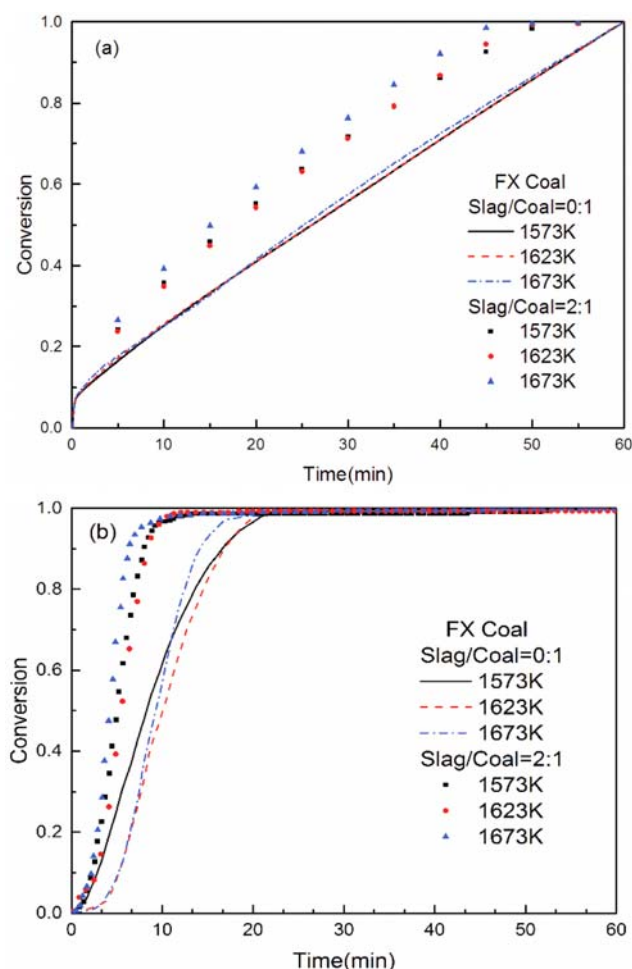 1.0
(a)
0.8
0.6
0.4
0.2
0.0
Conversion
FX Coal
Slag/Coal=0:1
1573K
1623K
1673K
Slag/Coal=2:1
1573K
1623K
1673K
0 10 20 30 40 50 60
Time(min)
1.0
(b)
0.8
0.6
0.4
0.2
0.0
Conversion
FX Coal
Slag/Coal=0:1
1573K
1623K
1673K
Slag/Coal=2:1
1573K
1623K
1673K
0 10 20 30 40 50 60
Time(min)